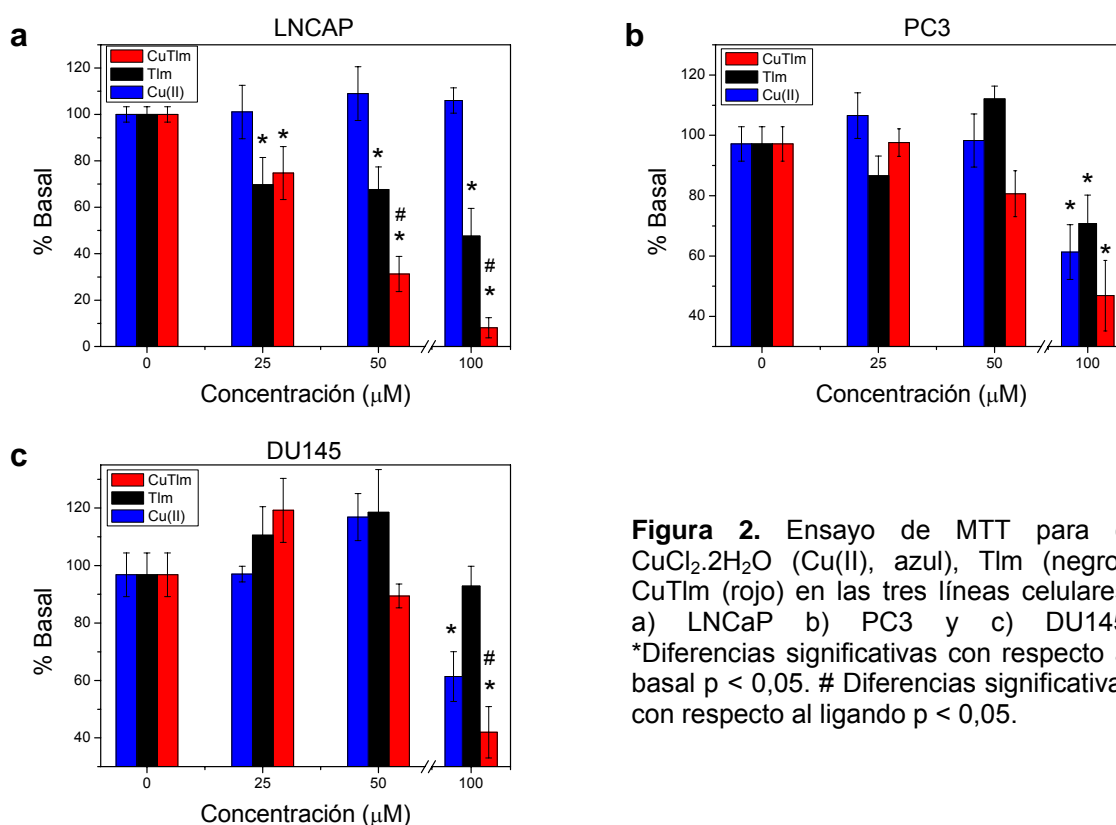 a
LNCAP
CuTlm
Tlm
Cu(II)
120
100
80
60
40
20
0
% Basal
* *
*
#
*
*
#
*
0 25 50 100
Concentración (μM)
b
PC3
CuTlm
Tlm
Cu(II)
120
100
80
60
40
% Basal
*
*
*
0 25 50 100
Concentración (μM)
c
DU145
CuTlm
Tlm
Cu(II)
120
100
80
60
40
% Basal
*
#
*
0 25 50 100
Concentración (μM)
Figura 2. Ensayo de MTT para
CuCl₂.2H₂O (Cu(II), azul), Tlm (negro
CuTlm (rojo) en las tres líneas celulare
a) LNCaP b) PC3 y c) DU145
*Diferencias significativas con respecto
basal p < 0,05. # Diferencias significativa
con respecto al ligando p < 0,05.